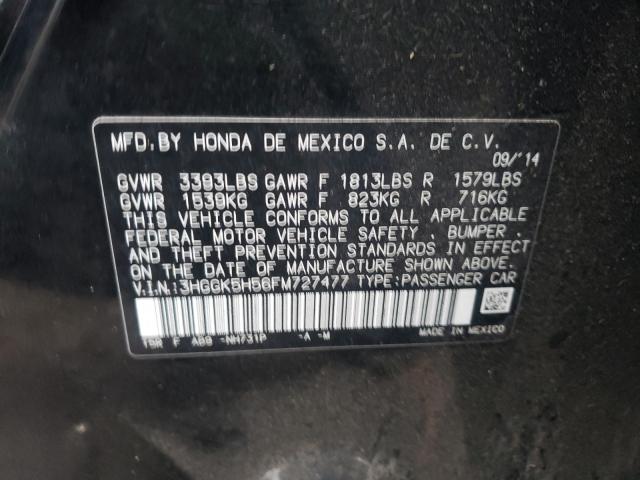 MFD.BY HONDA DE MEXICO S.A. DE C.V.
09/'14
GVWR 3393LBS GAWR F 1813LBS R 1579LBS
GVWR 1539KG GAWR F 823KG R 716KG
THIS VEHICLE CONFORMS TO ALL APPLICABLE
FEDERAL MOTOR VEHICLE SAFETY, BUMPER,
AND THEFT PREVENTION STANDARDS IN EFFECT
ON THE DATE OF MANUFACTURE SHOWN ABOVE.
V.I.N.:3HGGK5H56FM727477 TYPE:PASSENGER CAR
F AB9 -NH731P -A -M
MADE IN MEXICO